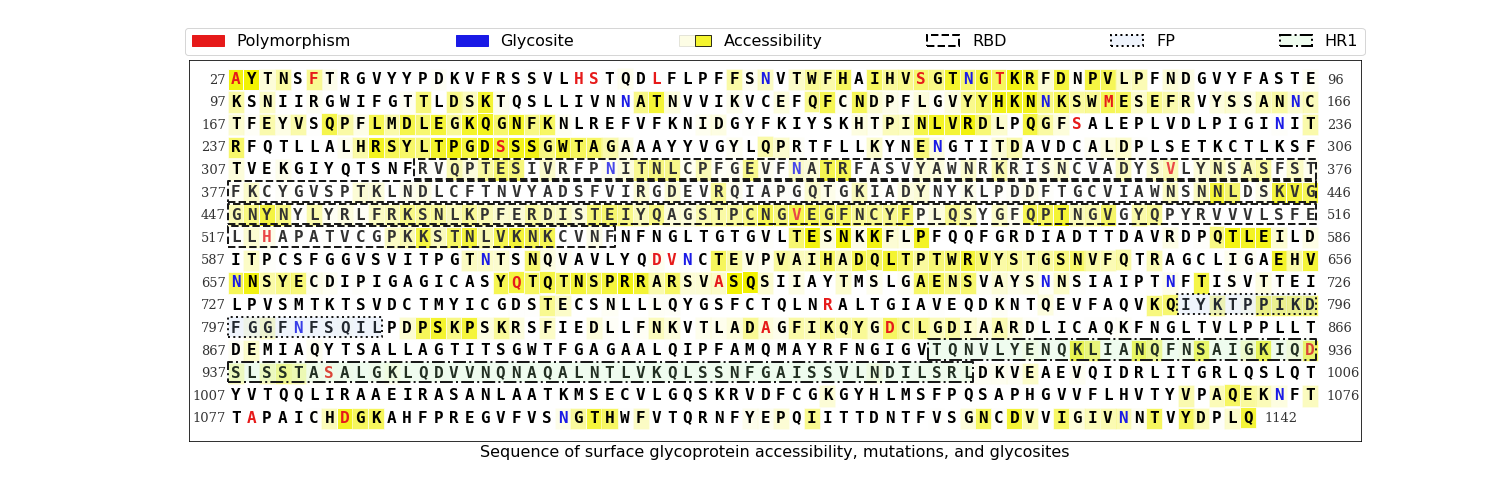 Polymorphism Glycosite Accessibility RBD FP HR1
27 AYTNSFTRGVYYPDKVFRSSVLHSTQDLFLPFFSNVTWFHAIHVSGTNGTKRFDNPVLPFNDGVYFASTE 96
97 KSNIIRGWIFGTTLDSKTQSLLIVNNATNVVIKVCEFQFCNDPFLGVYYHKNNKSWMESEFRVYSSANNC 166
167 TFEYVSQPFLMDLEGKQGNFKNLREFVFKNIDGYFKIYSKHTPINLVRDLPQGFSALEPLVDLPIGINIT 236
237 RFQTLLALHRSYLTPGDSSSGWTAGAAAYYVGYLQPRTFLLKYNENGTITDAVDCALDPLSETKCTLKSF 306
307 TVEKGIYQTSNFRVQPTESIVRFPNITNLCPFGEVFNATRFASVYAWNRKRISNCVADYSVLYNSASFST 376
377 FKCYGVSPTKLNDLCFTNVYADSFVIRGDEVRQIAPGQTGKIADYNYKLPDDFTGCVIAWNSNNLDSKVG 446
447 GNYNYLYRLFRKSNLKPFERDISTEIYQAGSTPCNGVEGFNCYFPLQSYGFQPTNGVGYQPYRVVVLSFE 516
517 LLHAPATVCGPKKSTNLVKNKCVNFNFNGLTGTGVLTESNKKFLPFQQFGRDIADTTDAVRDPQTLEILD 586
587 ITPCSFGGVSVITPGTNTSNQVAVLYQDVNCTEVPVAIHADQLTPTWRVYSTGSNVFQTRAGCLIGAEHV 656
657 NNSYECDIPIGAGICASYQTQTNSPRRARSVASQSIIAYTMSLGAENSVAYSNNSIAIPTNFTISVTTEI 726
727 LPVSMTKTSVDCTMYICGDSTECSNLLLQYGSFCTQLNRALTGIAVEQDKNTQEVFAQVKQIYKTPPIKD 796
797 FGGFNFSQILPDPSKPSKRSFIEDLLFNKVTLADAGFIKQYGDCLGDIAARDLICAQKFNGLTVLPPLLT 866
867 DEMIAQYTSALLAGTITSGWTFGAGAALQIPFAMQMAYRFNGIGVTQNVLYENQKLIANQFNSAIGKIQD 936
937 SLSSTASALGKLQDVVNQNAQALNTLVKQLSSNFGAISSVLNDILSRLDKVEAEVQIDRLITGRLQSLQT 1006
1007 YVTQQLIRAAEIRASANLAATKMSECVLGQSKRVDFCGKGYHLMSFPQSAPHGVVFLHVTYVPAQEKNFT 1076
1077 TAPAICHDGKAHFPREGVFVSNGTHWFVTQRNFYEPQIITTDNTFVSGNCDVVIGIVNNTVYDPLQ 1142
Sequence of surface glycoprotein accessibility, mutations, and glycosites